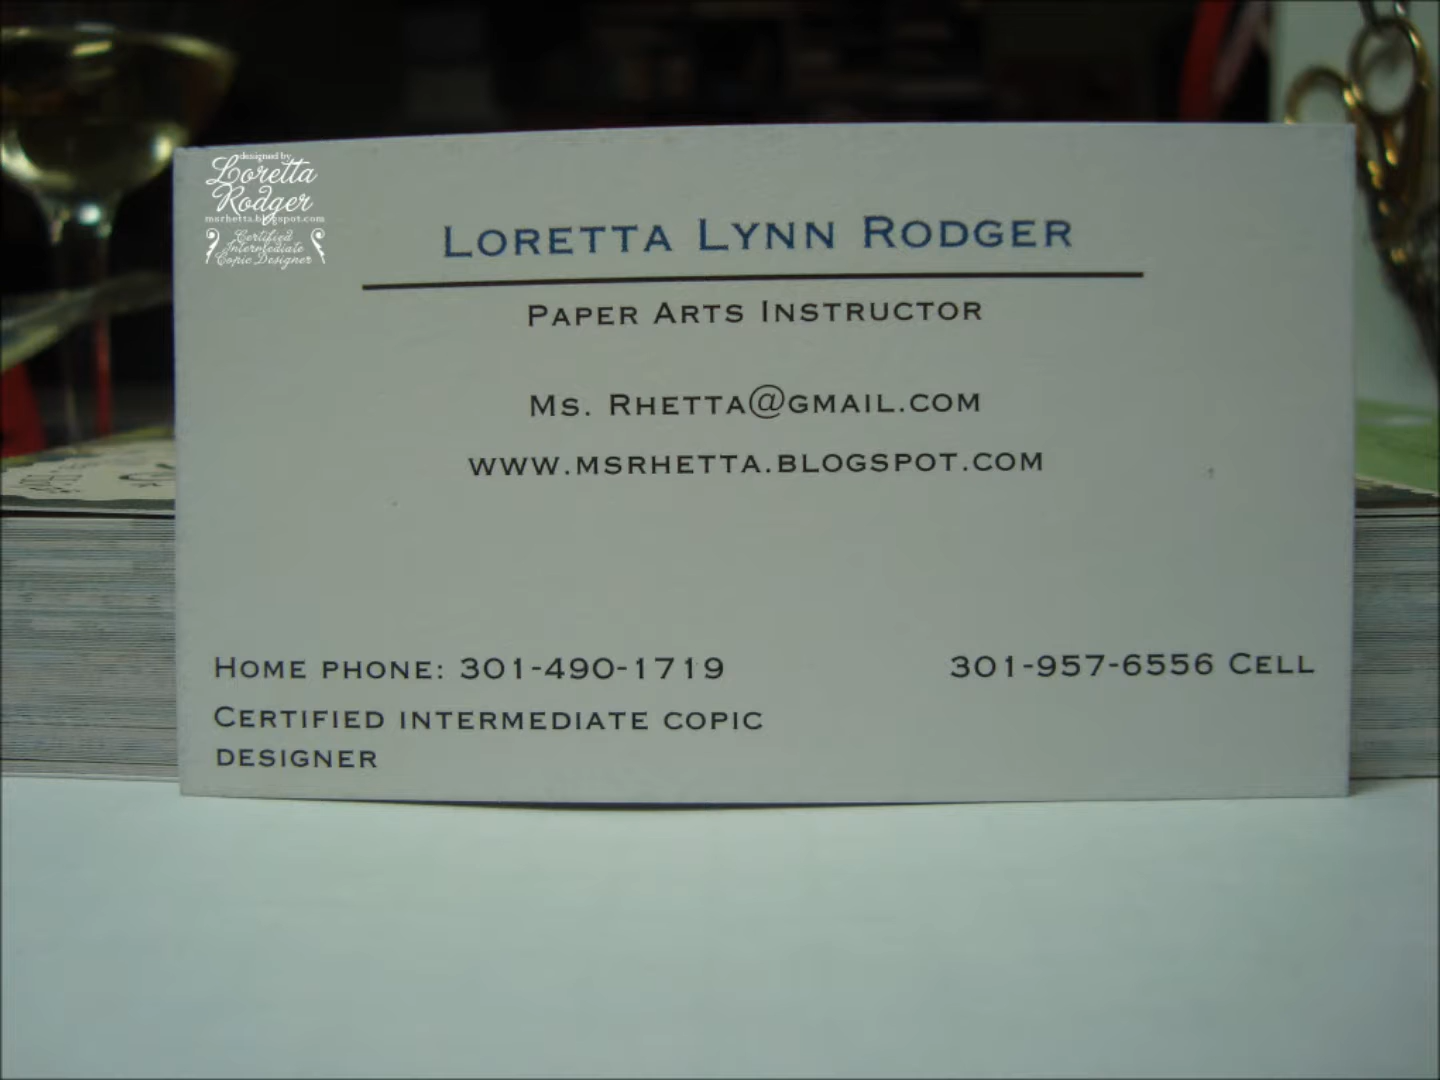 designed by
Loretta
Rodger
msrhetta.blogspot.com
Certified
Intermediate
Copic Designer
LORETTA LYNN RODGER
PAPER ARTS INSTRUCTOR
MS. RHETTA@GMAIL.COM
WWW.MSRHETTA.BLOGSPOT.COM
HOME PHONE: 301-490-1719
301-957-6556 CELL
CERTIFIED INTERMEDIATE COPIC
DESIGNER